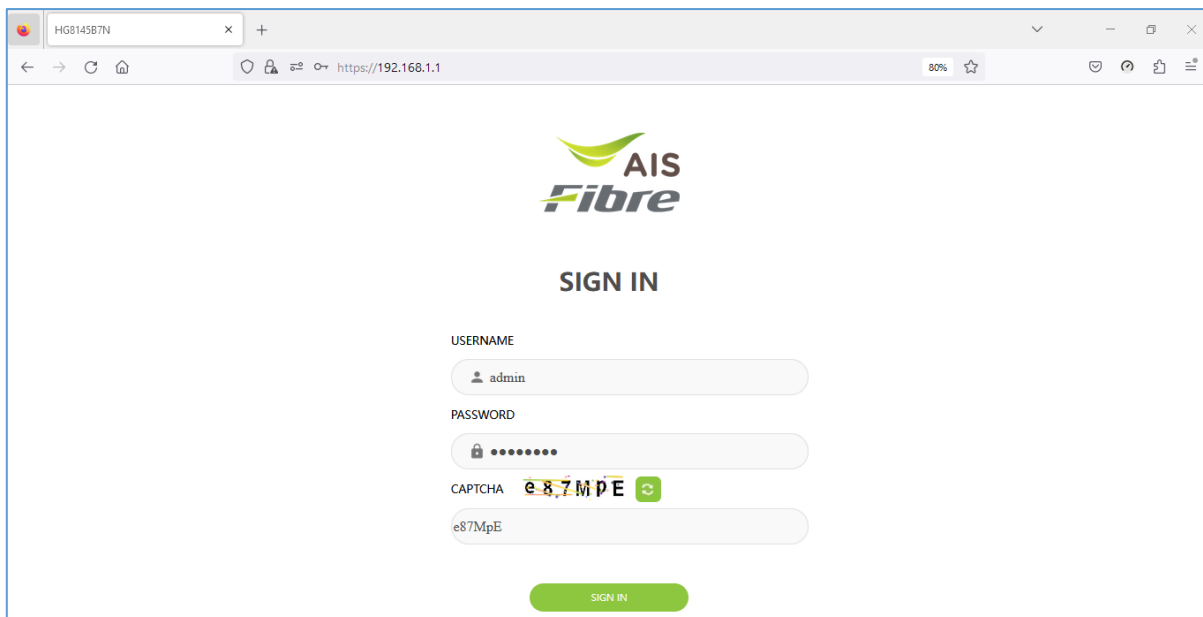 HG8145B7N
https://192.168.1.1
80%
AIS
Fibre
SIGN IN
USERNAME
admin
PASSWORD
CAPTCHA e87MpE
e87MpE
SIGN IN